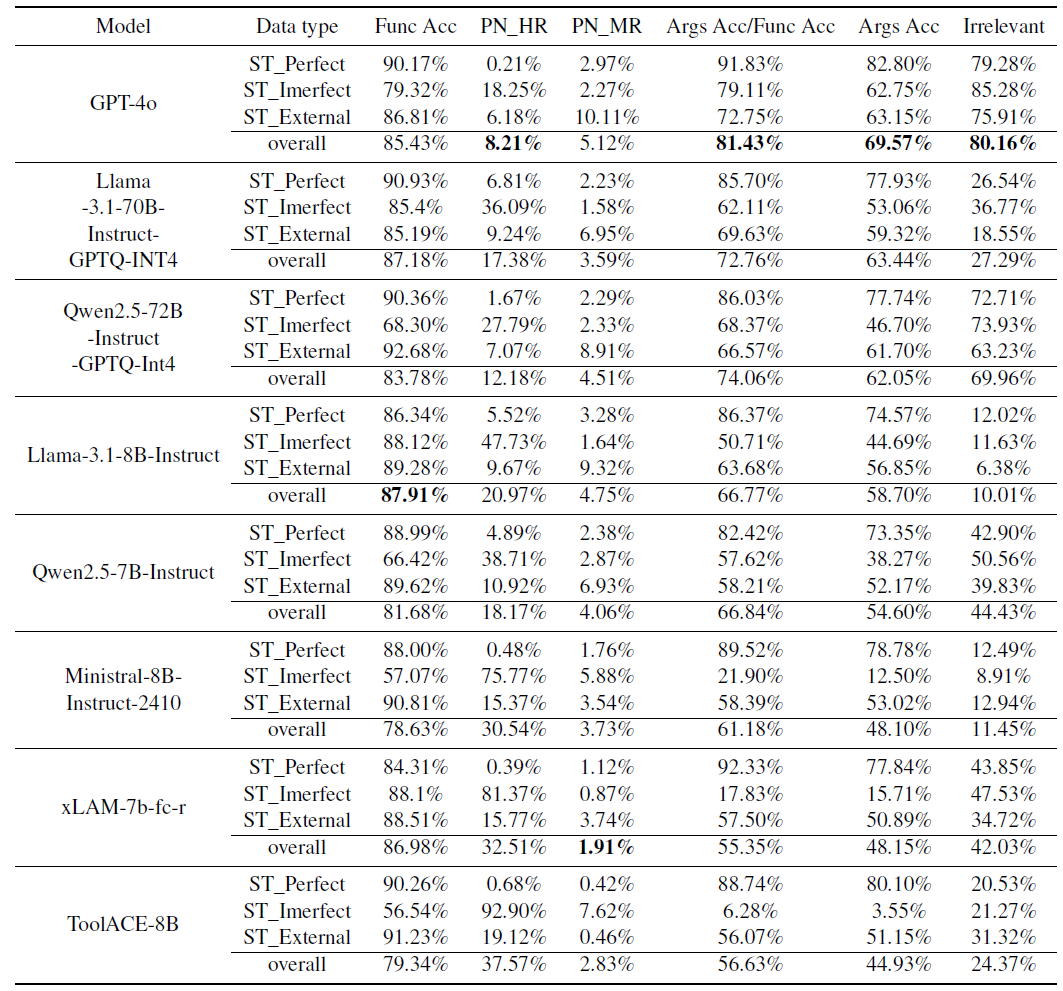 Model Data type Func Acc PN_HR PN_MR Args Acc/Func Acc Args Acc Irrelevant
GPT-4o
ST_Perfect 90.17% 0.21% 2.97% 91.83% 82.80% 79.28%
ST_Imerfect 79.32% 18.25% 2.27% 79.11% 62.75% 85.28%
ST_External 86.81% 6.18% 10.11% 72.75% 63.15% 75.91%
overall 85.43% 8.21% 5.12% 81.43% 69.57% 80.16%
Llama
-3.1-70B-
Instruct-
GPTQ-INT4
ST_Perfect 90.93% 6.81% 2.23% 85.70% 77.93% 26.54%
ST_Imerfect 85.4% 36.09% 1.58% 62.11% 53.06% 36.77%
ST_External 85.19% 9.24% 6.95% 69.63% 59.32% 18.55%
overall 87.18% 17.38% 3.59% 72.76% 63.44% 27.29%
Qwen2.5-72B
-Instruct
-GPTQ-Int4
ST_Perfect 90.36% 1.67% 2.29% 86.03% 77.74% 72.71%
ST_Imerfect 68.30% 27.79% 2.33% 68.37% 46.70% 73.93%
ST_External 92.68% 7.07% 8.91% 66.57% 61.70% 63.23%
overall 83.78% 12.18% 4.51% 74.06% 62.05% 69.96%
Llama-3.1-8B-Instruct
ST_Perfect 86.34% 5.52% 3.28% 86.37% 74.57% 12.02%
ST_Imerfect 88.12% 47.73% 1.64% 50.71% 44.69% 11.63%
ST_External 89.28% 9.67% 9.32% 63.68% 56.85% 6.38%
overall 87.91% 20.97% 4.75% 66.77% 58.70% 10.01%
Qwen2.5-7B-Instruct
ST_Perfect 88.99% 4.89% 2.38% 82.42% 73.35% 42.90%
ST_Imerfect 66.42% 38.71% 2.87% 57.62% 38.27% 50.56%
ST_External 89.62% 10.92% 6.93% 58.21% 52.17% 39.83%
overall 81.68% 18.17% 4.06% 66.84% 54.60% 44.43%
Ministral-8B-
Instruct-2410
ST_Perfect 88.00% 0.48% 1.76% 89.52% 78.78% 12.49%
ST_Imerfect 57.07% 75.77% 5.88% 21.90% 12.50% 8.91%
ST_External 90.81% 15.37% 3.54% 58.39% 53.02% 12.94%
overall 78.63% 30.54% 3.73% 61.18% 48.10% 11.45%
xLAM-7b-fc-r
ST_Perfect 84.31% 0.39% 1.12% 92.33% 77.84% 43.85%
ST_Imerfect 88.1% 81.37% 0.87% 17.83% 15.71% 47.53%
ST_External 88.51% 15.77% 3.74% 57.50% 50.89% 34.72%
overall 86.98% 32.51% 1.91% 55.35% 48.15% 42.03%
ToolACE-8B
ST_Perfect 90.26% 0.68% 0.42% 88.74% 80.10% 20.53%
ST_Imerfect 56.54% 92.90% 7.62% 6.28% 3.55% 21.27%
ST_External 91.23% 19.12% 0.46% 56.07% 51.15% 31.32%
overall 79.34% 37.57% 2.83% 56.63% 44.93% 24.37%